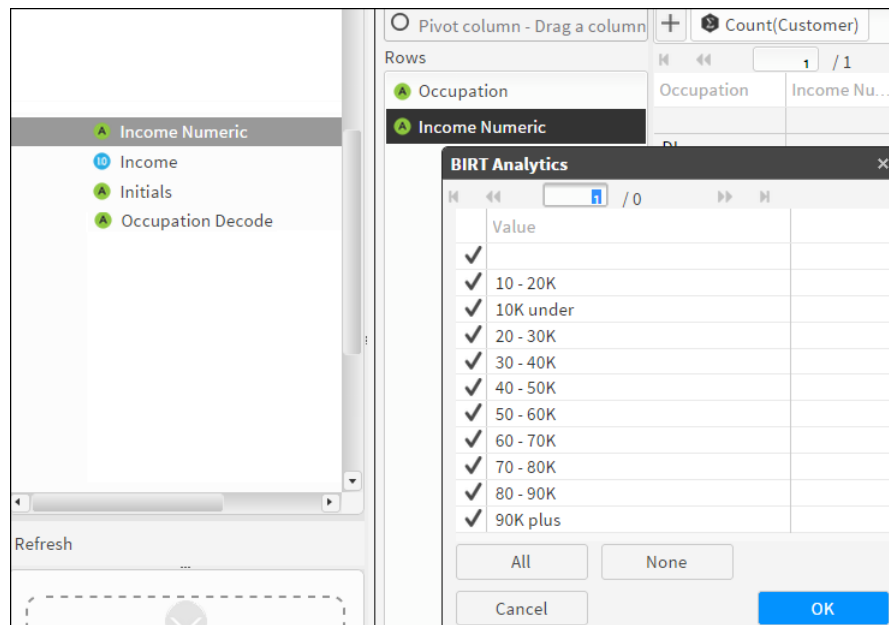 Pivot column - Drag a column
Count(Customer)
Rows
1 / 1
Occupation
Occupation
Income Nu...
Income Numeric
Income Numeric
Income
Initials
Occupation Decode
BIRT Analytics
1 / 0
Value
10 - 20K
10K under
20 - 30K
30 - 40K
40 - 50K
50 - 60K
60 - 70K
70 - 80K
80 - 90K
90K plus
All
None
Cancel
OK
Refresh
...